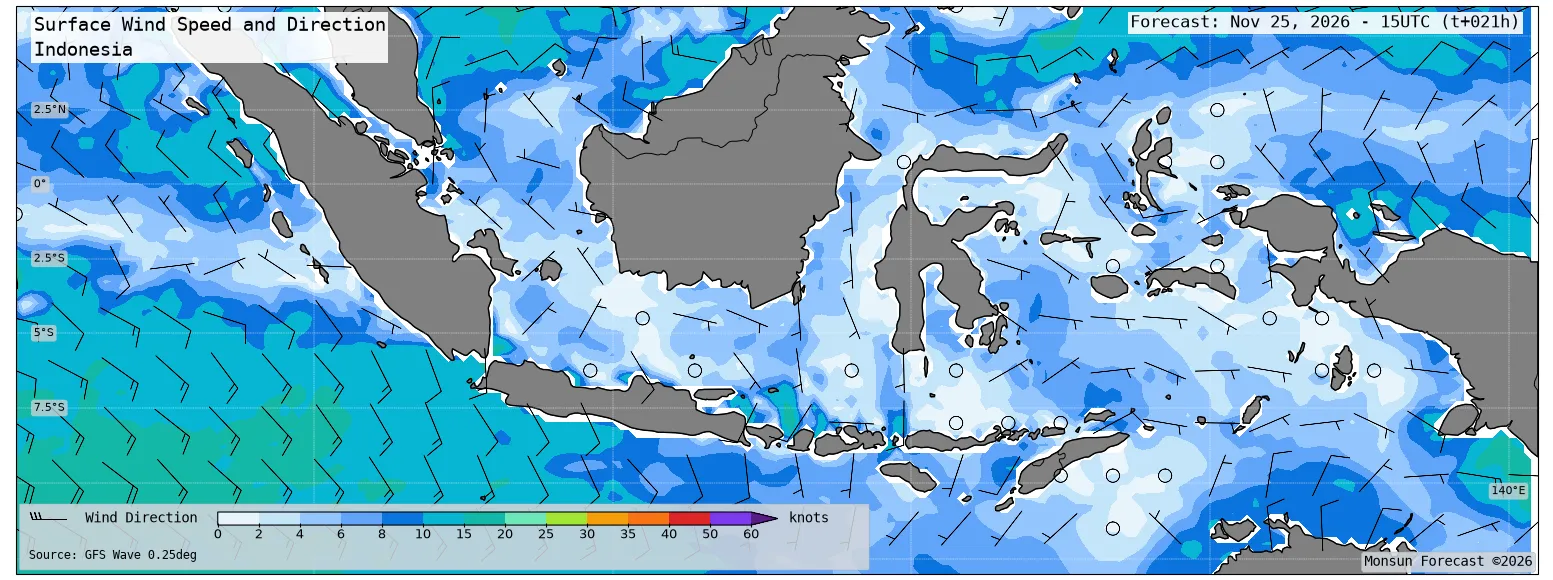 Surface Wind Speed and Direction
Indonesia
Forecast: Nov 25, 2026 - 15UTC (t+021h)
2.5°N
0°
2.5°S
5°S
7.5°S
140°E
Wind Direction
0 2 4 6 8 10 15 20 25 30 35 40 50 60
knots
Source: GFS Wave 0.25deg
Monsun Forecast ©2026